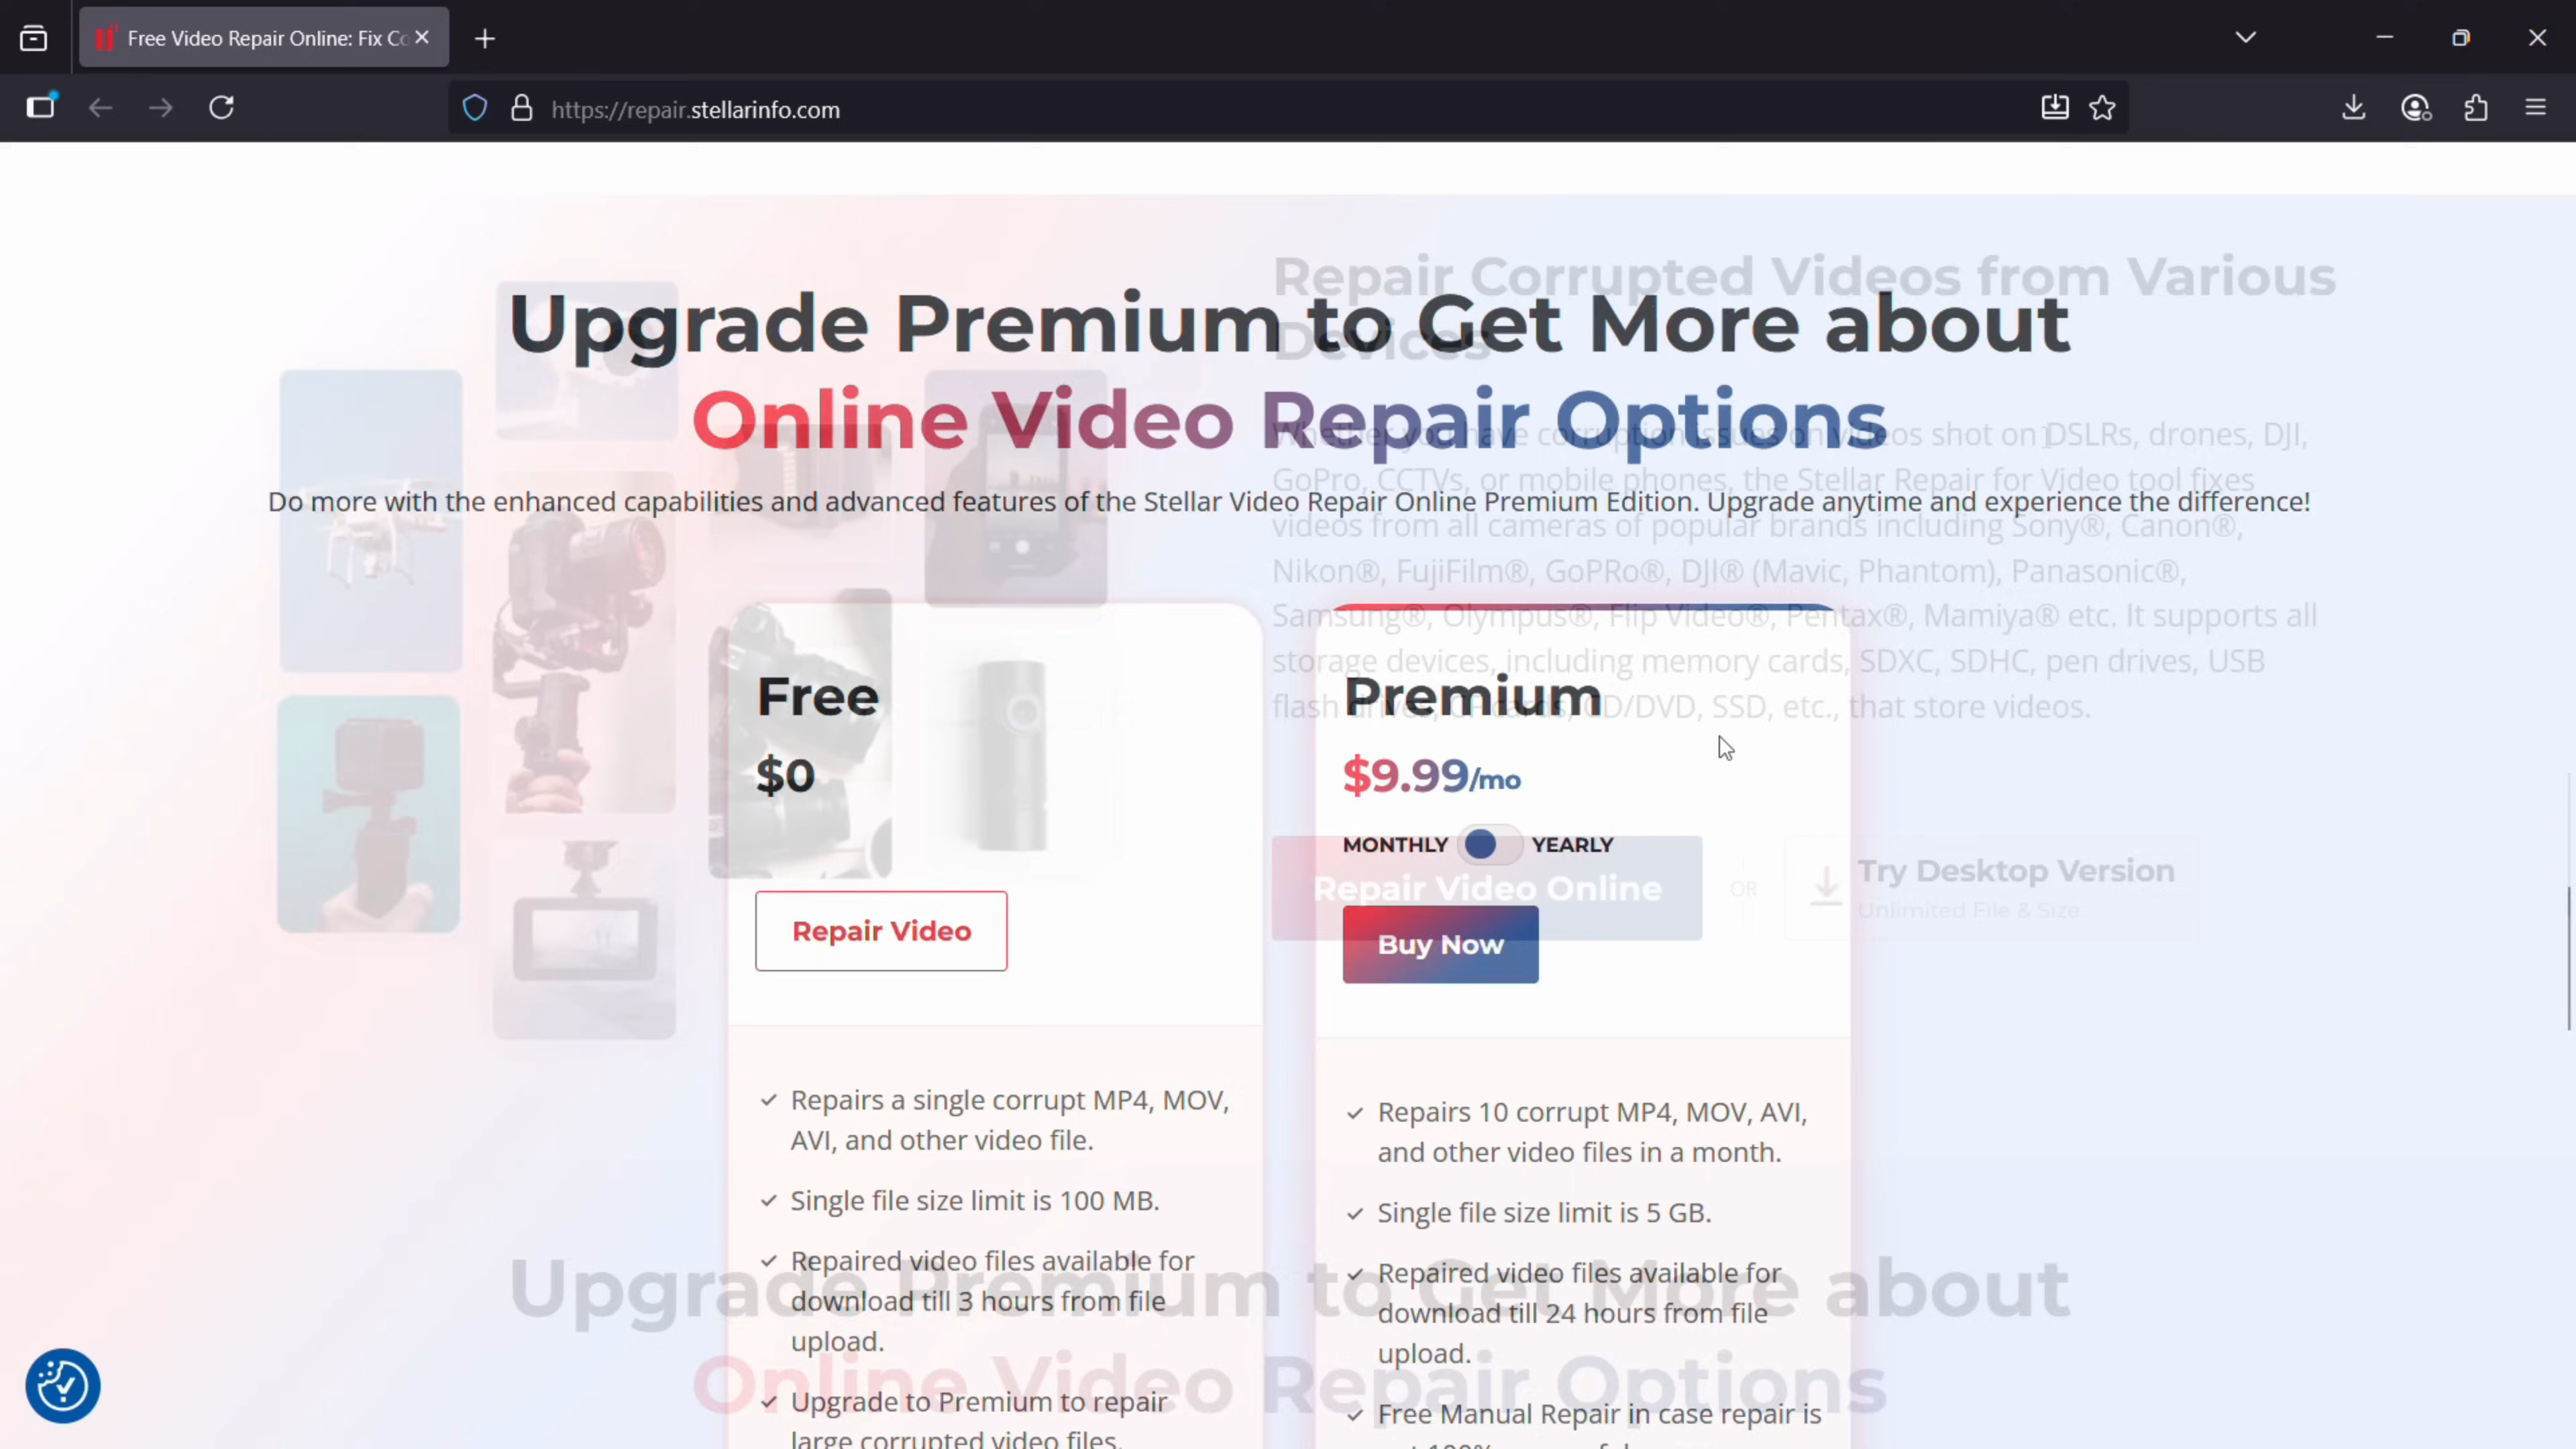 Free Video Repair Online: Fix Co
https://repair.stellarinfo.com
Repair Corrupted Videos from Various
Devices
Upgrade Premium to Get More about
Online Video Repair Options
Whether you have corruption issues on videos shot on DSLRs, drones, DJI,
GoPro, CCTVs, or mobile phones, the Stellar Repair for Video tool fixes
Do more with the enhanced capabilities and advanced features of the Stellar Video Repair Online Premium Edition. Upgrade anytime and experience the difference!
videos from all cameras of popular brands including Sony®, Canon®,
Nikon®, FujiFilm®, GoPRo®, DJI® (Mavic, Phantom), Panasonic®,
Samsung®, Olympus®, Flip Video®, Pentax®, Mamiya® etc. It supports all
storage devices, including memory cards, SDXC, SDHC, pen drives, USB
flash drives, CF cards, CD/DVD, SSD, etc., that store videos.
Free
$0
Repair Video
Repairs a single corrupt MP4, MOV,
AVI, and other video file.
Single file size limit is 100 MB.
Repaired video files available for
download till 3 hours from file
upload.
Upgrade to Premium to repair
large corrupted video files.
Premium
$9.99/mo
MONTHLY YEARLY
Repair Video Online
OR
Try Desktop Version
Unlimited File & Size
Buy Now
Repairs 10 corrupt MP4, MOV, AVI,
and other video files in a month.
Single file size limit is 5 GB.
Repaired video files available for
download till 24 hours from file
upload.
Free Manual Repair in case repair is
Upgrade Premium to Get More about
Online Video Repair Options